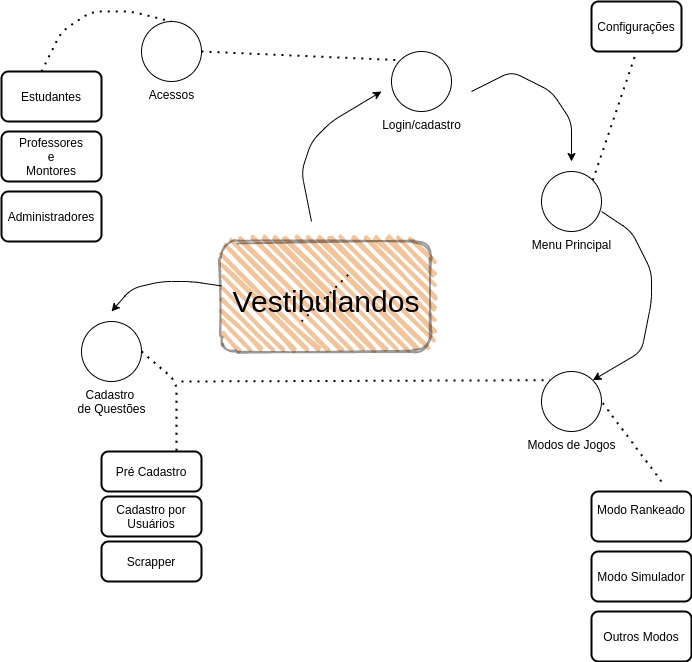 Configurações
Acessos
Estudantes
Login/cadastro
Professores
e
Montores
Administradores
Menu Principal
Vestibulandos
Cadastro
de Questões
Modos de Jogos
Pré Cadastro
Cadastro por
Usuários
Scrapper
Modo Rankeado
Modo Simulador
Outros Modos